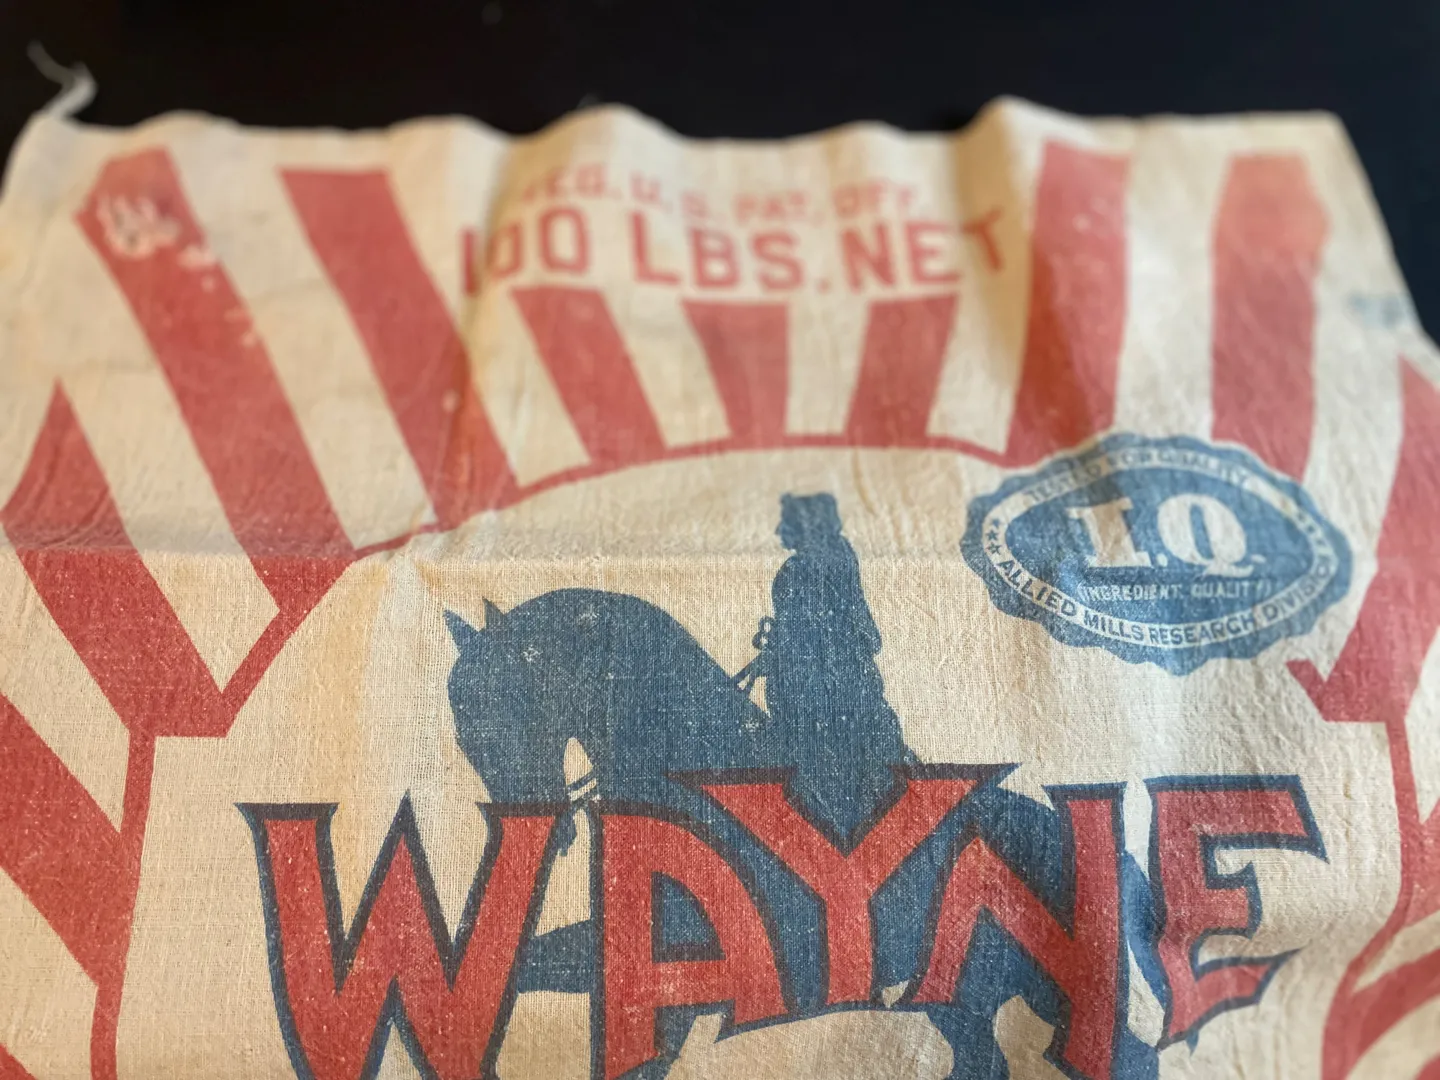 REG. U.S. PAT. OFF.
100 LBS. NET
TESTED FOR QUALITY
I.Q.
(INGREDIENT QUALITY)
ALLIED MILLS RESEARCH DIVISION
WAYNE